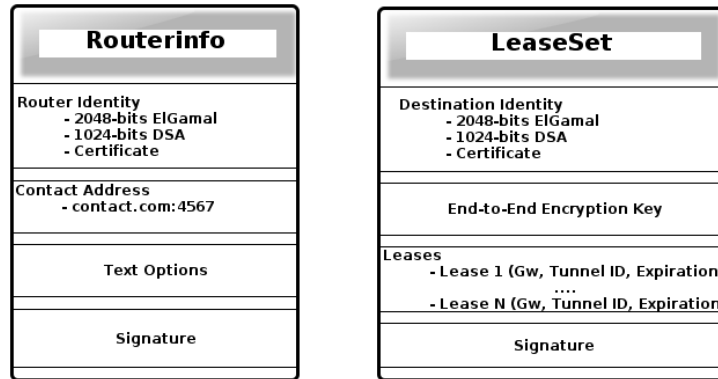 Routerinfo
Router Identity
- 2048-bits ElGamal
- 1024-bits DSA
- Certificate
Contact Address
- contact.com:4567
Text Options
Signature
LeaseSet
Destination Identity
- 2048-bits ElGamal
- 1024-bits DSA
- Certificate
End-to-End Encryption Key
Leases
- Lease 1 (Gw, Tunnel ID, Expiration
....
- Lease N (Gw, Tunnel ID, Expiration
Signature